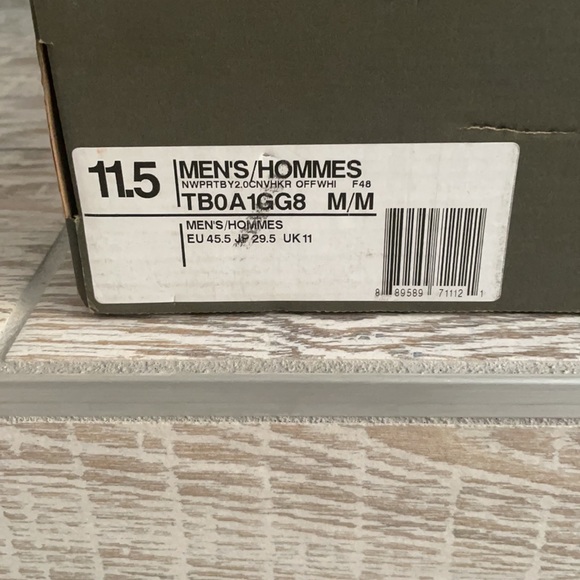 11.5 MEN'S/HOMMES
NWPRTBY2.0CNVHKR OFFWHI F48
TB0A1GG8 M/M
MEN'S/HOMMES
EU 45.5 JP 29.5 UK 11
8 89589 71112 1